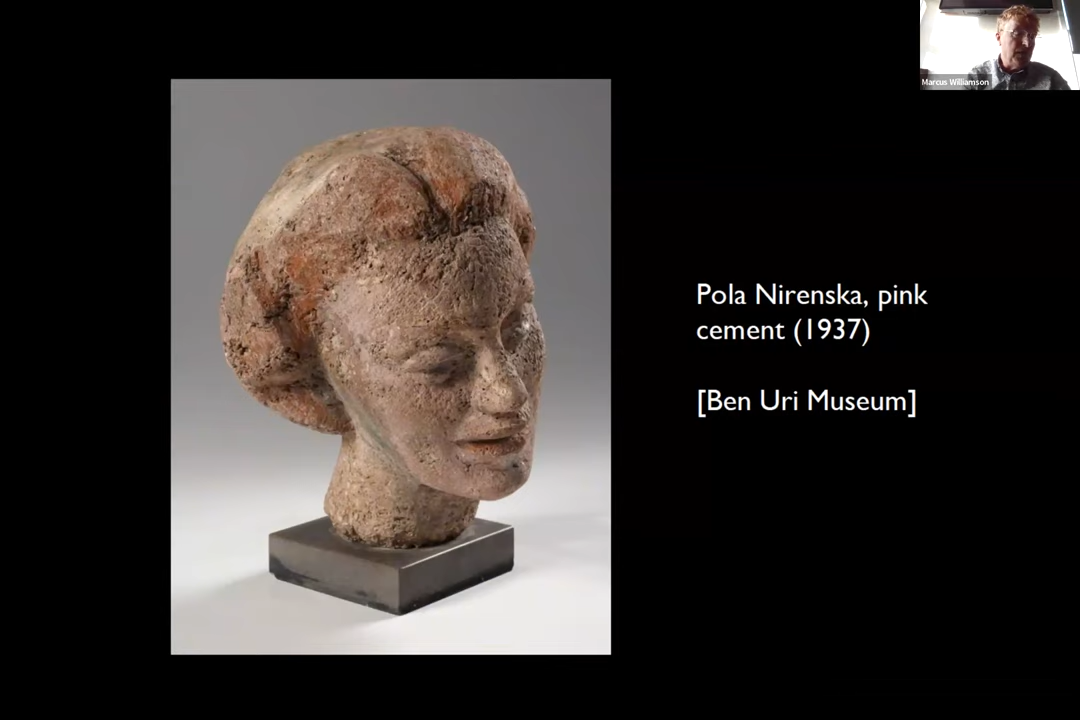 Marcus Williamson
Pola Nirenska, pink
cement (1937)
[Ben Uri Museum]